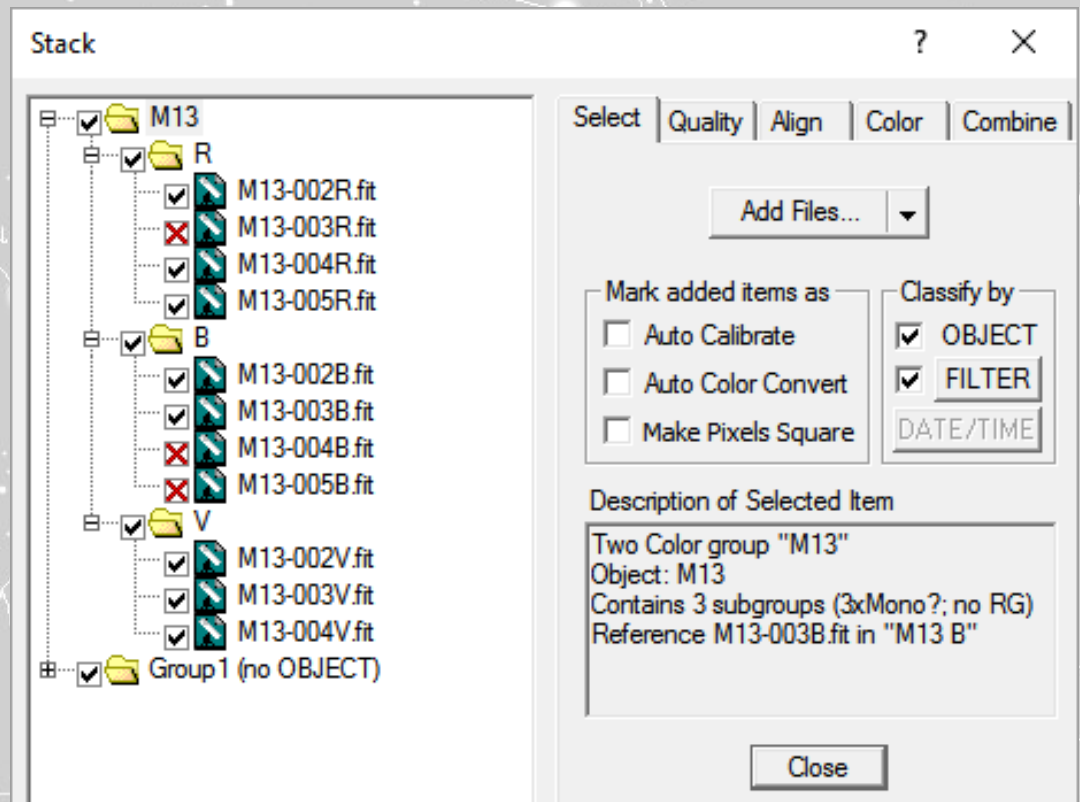 Stack
?
M13
R
M13-002R.fit
M13-003R.fit
M13-004R.fit
M13-005R.fit
B
M13-002B.fit
M13-003B.fit
M13-004B.fit
M13-005B.fit
V
M13-002V.fit
M13-003V.fit
M13-004V.fit
Group1 (no OBJECT)
Select Quality Align Color Combine
Add Files...
Mark added items as
Auto Calibrate
Auto Color Convert
Make Pixels Square
Classify by
OBJECT
FILTER
DATE/TIME
Description of Selected Item
Two Color group "M13"
Object: M13
Contains 3 subgroups (3xMono?; no RG)
Reference M13-003B.fit in "M13 B"
Close